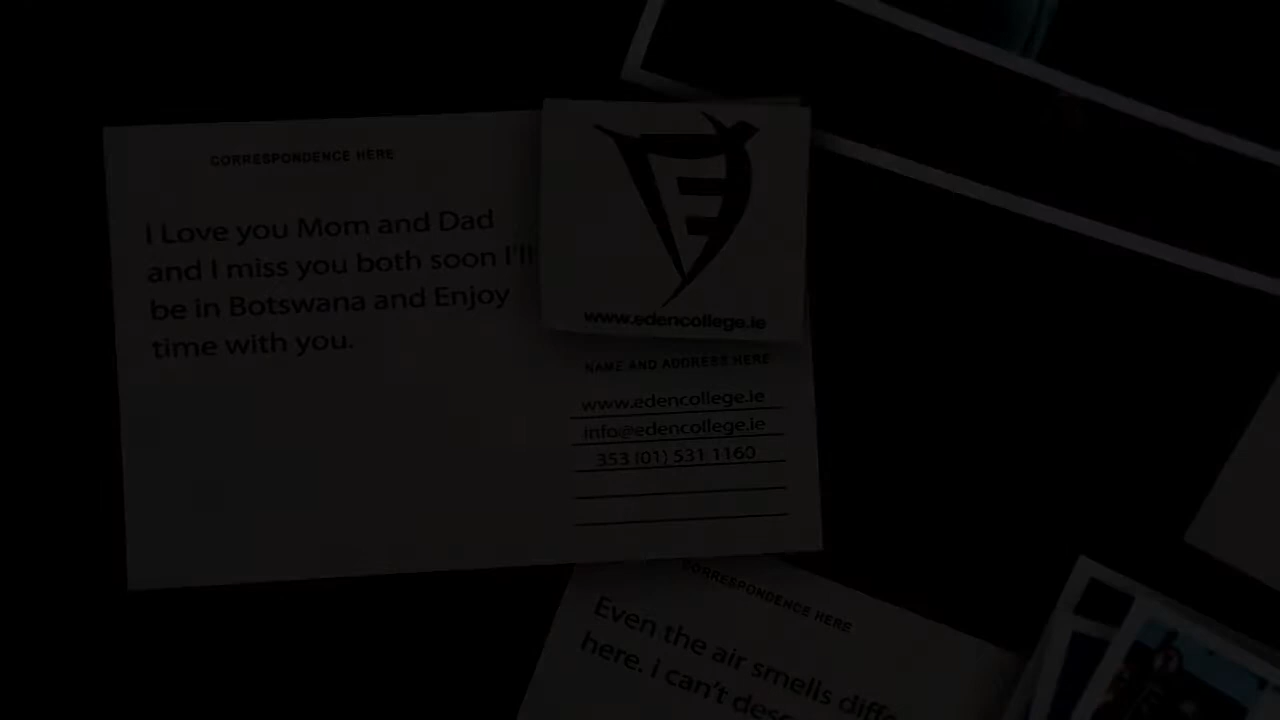 CORRESPONDENCE HERE
I Love you Mom and Dad
and I miss you both soon I'll
be in Botswana and Enjoy
time with you.
www.edencollege.ie
NAME AND ADDRESS HERE
www.edencollege.ie
info@edencollege.ie
353 (01) 531 1160
CORRESPONDENCE HERE
Even the air smells
here. I can't